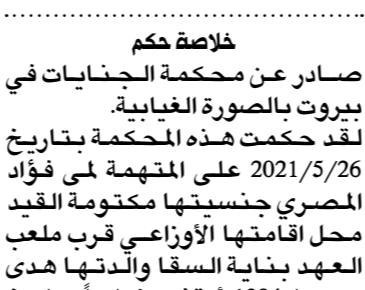 خلاصة حكم
صادر عن محكمة الجنايات في
بيروت بالصورة الغيابية.
لقد حكمت هذه المحكمة بتاريخ
2021/5/26 على المتهمة لمى فؤاد
المصري جنسيتها مكتومة القيد
محل اقامتها الأوزاعي قرب ملعب
العهد بناية السقا والدتها هدى